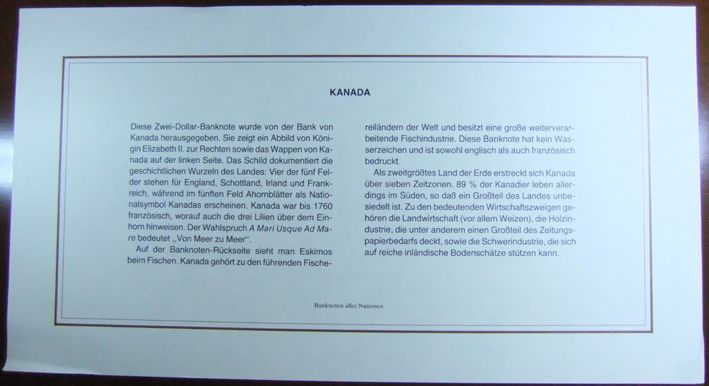 KANADA
Diese Zwei-Dollar-Banknote wurde von der Bank von
Kanada herausgegeben. Sie zeigt ein Abbild von Köni-
gin Elizabeth II. zur Rechten sowie das Wappen von Ka-
nada auf der linken Seite. Das Schild dokumentiert die
geschichtlichen Wurzeln des Landes: Vier der fünf Fel-
der stehen für England, Schottland, Irland und Frank-
reich, während im fünften Feld Ahornblätter als Natio-
nalsymbol Kanadas erscheinen. Kanada war bis 1760
französisch, worauf auch die drei Lilien über dem Ein-
horn hinweisen. Der Wahlspruch A Mari Usque Ad Ma-
re bedeutet „Von Meer zu Meer“.
Auf der Banknoten-Rückseite sieht man Eskimos
beim Fischen. Kanada gehört zu den führenden Fische-
reiländern der Welt und besitzt eine große weiterverar-
beitende Fischindustrie. Diese Banknote hat kein Was-
serzeichen und ist sowohl englisch als auch französisch
bedruckt.
Als zweitgrößtes Land der Erde erstreckt sich Kanada
über sieben Zeitzonen. 89 % der Kanadier leben aller-
dings im Süden, so daß ein Großteil des Landes unbe-
siedelt ist. Zu den bedeutenden Wirtschaftszweigen ge-
hören die Landwirtschaft (vor allem Weizen), die Holzin-
dustrie, die unter anderem einen Großteil des Zeitungs-
papierbedarfs deckt, sowie die Schwerindustrie, die sich
auf reiche inländische Bodenschätze stützen kann.
Banknoten aller Nationen